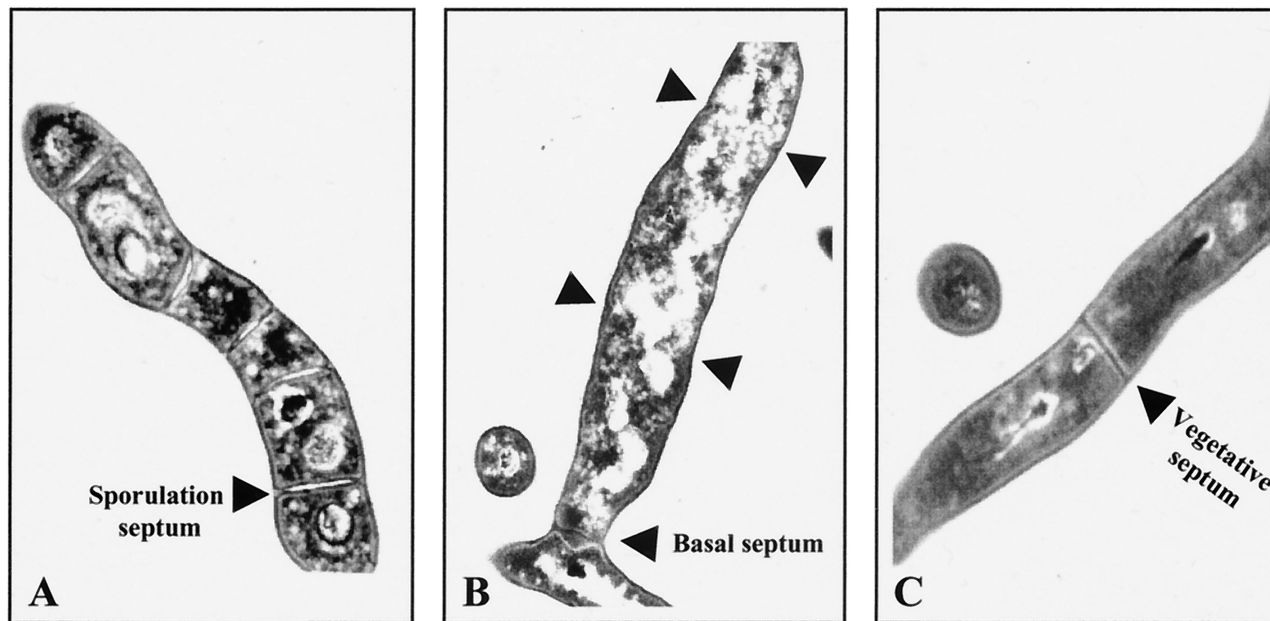 Sporulation
septum
A
Basal septum
B
Vegetative
septum
C